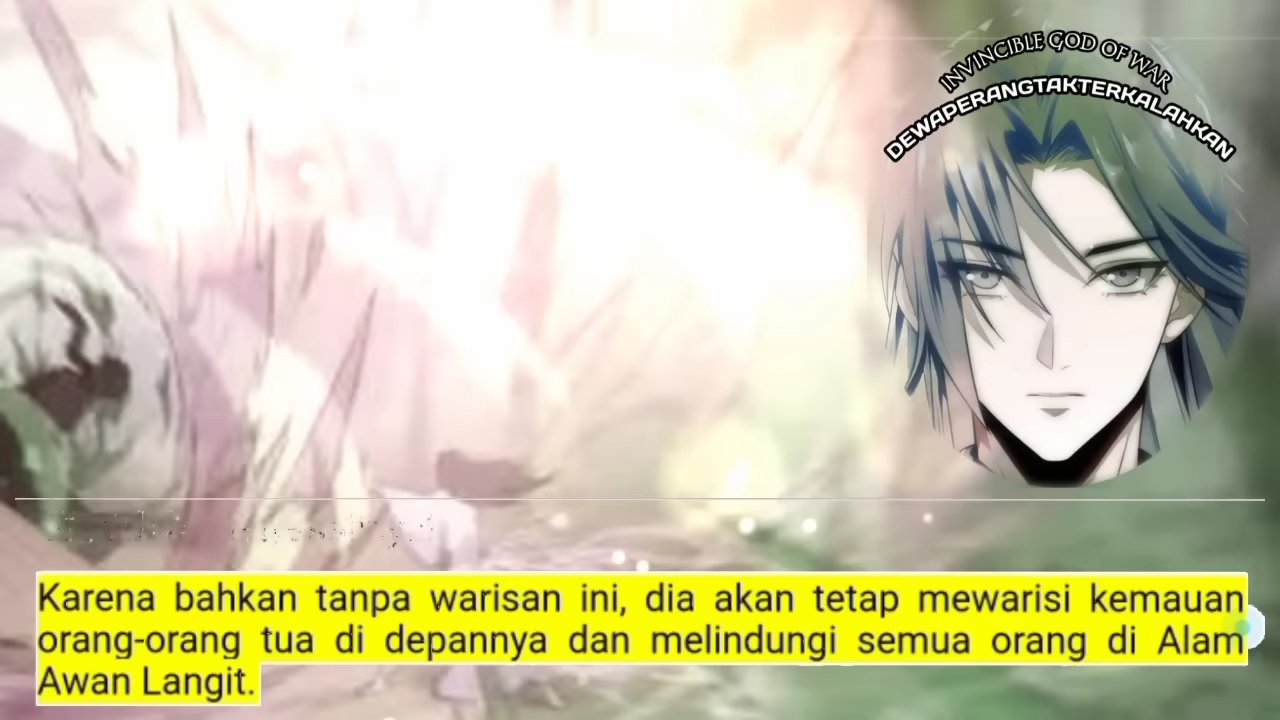 INVINCIBLE GOD OF WAR
DEWAPERANGTAKTERKALAHKAN
Karena bahkan tanpa warisan ini, dia akan tetap mewarisi kemauan
orang-orang tua di depannya dan melindungi semua orang di Alam
Awan Langit.